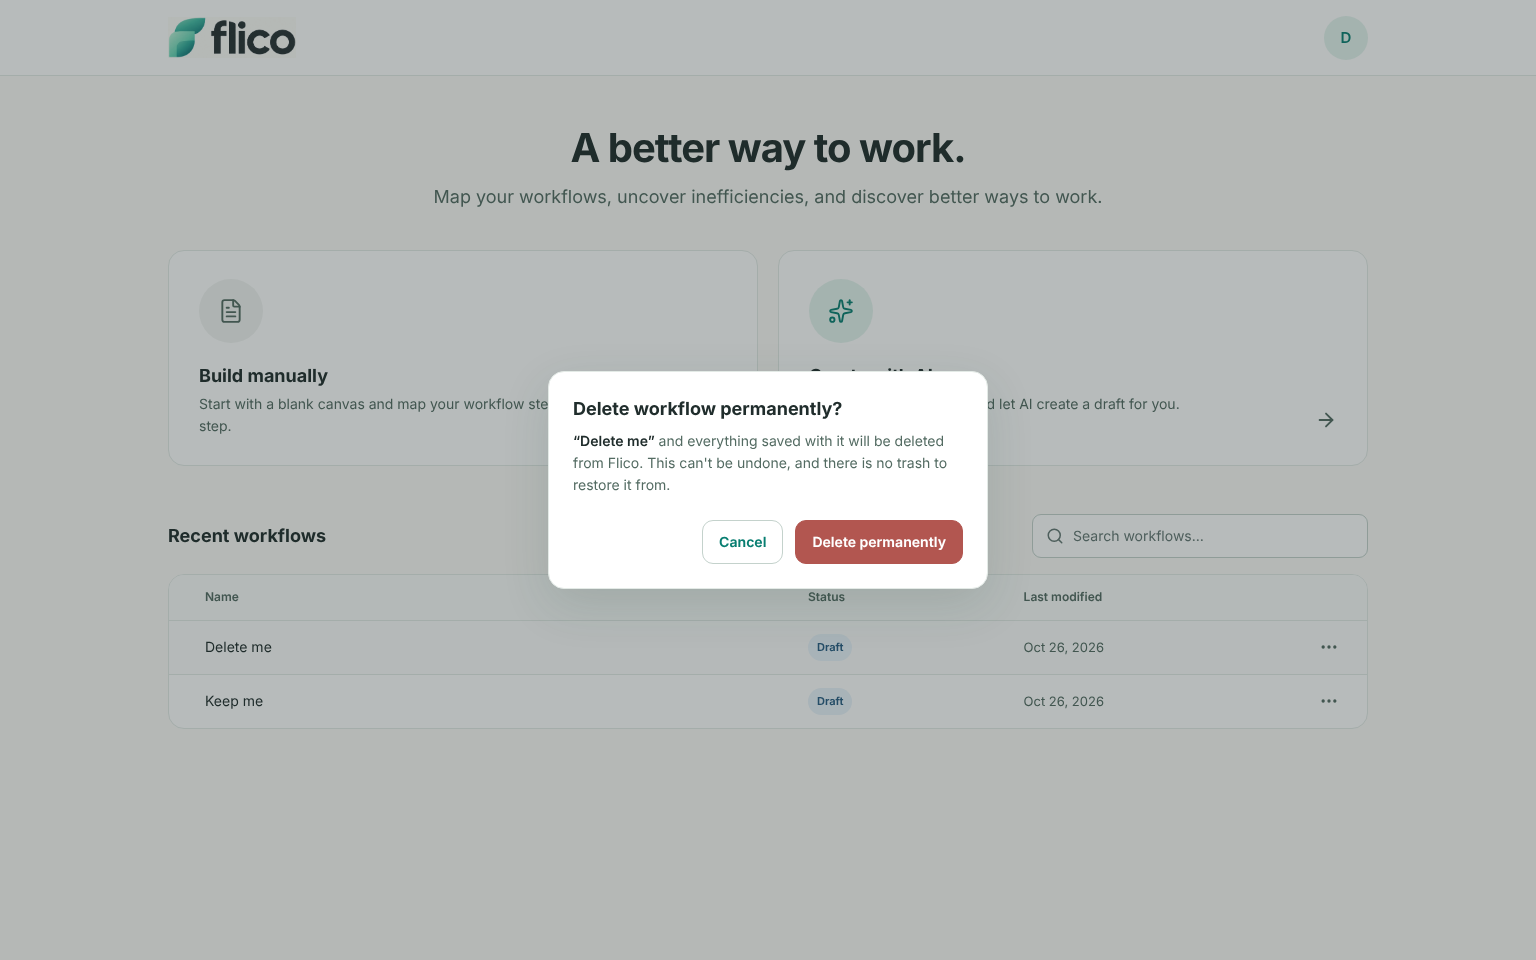 flico
D
A better way to work.
Map your workflows, uncover inefficiencies, and discover better ways to work.
Build manually
Start with a blank canvas and map your workflow ste
step.
d let AI create a draft for you.
Delete workflow permanently?
“Delete me” and everything saved with it will be deleted
from Flico. This can't be undone, and there is no trash to
restore it from.
Cancel
Delete permanently
Recent workflows
Search workflows...
Name
Status
Last modified
Delete me
Draft
Oct 26, 2026
Keep me
Draft
Oct 26, 2026